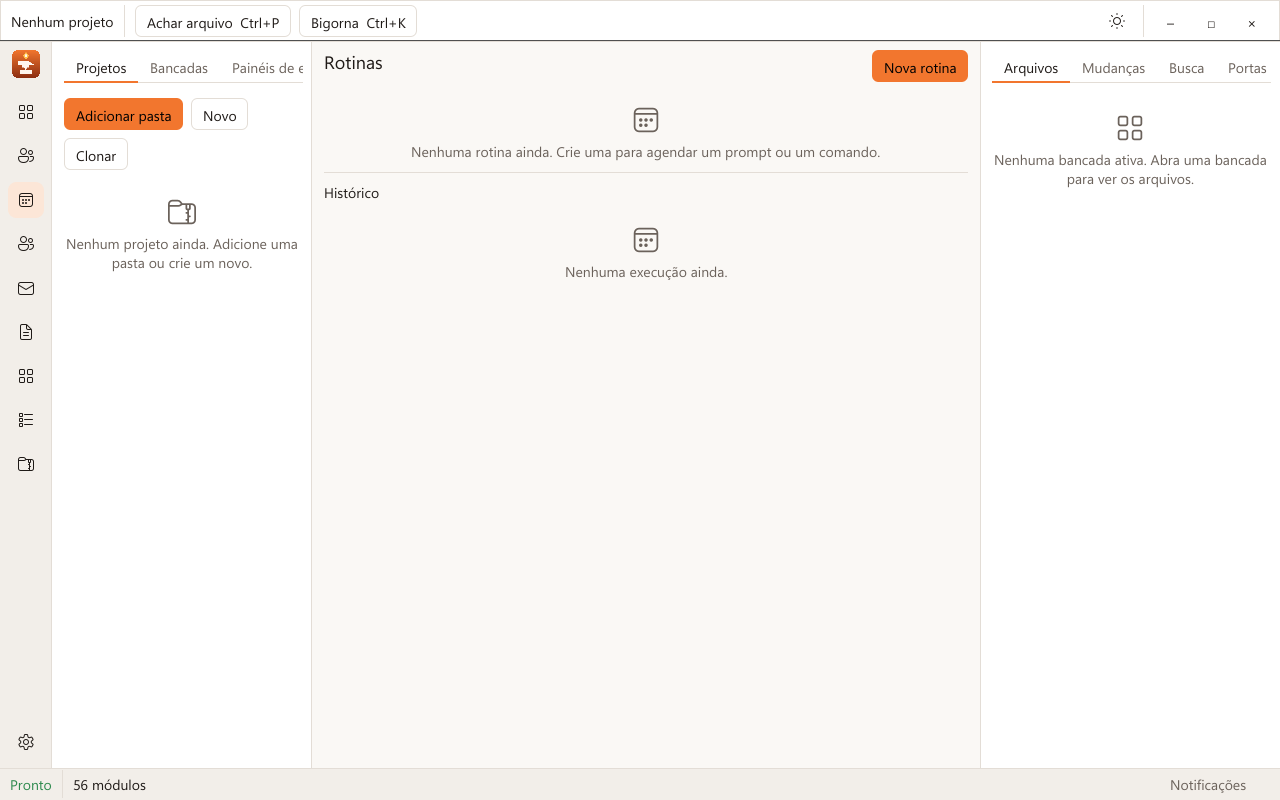 Nenhum projeto
Achar arquivo Ctrl+P
Bigorna Ctrl+K
Projetos
Bancadas
Painéis de e
Adicionar pasta
Novo
Clonar
Nenhum projeto ainda. Adicione uma
pasta ou crie um novo.
Rotinas
Nova rotina
Nenhuma rotina ainda. Crie uma para agendar um prompt ou um comando.
Histórico
Nenhuma execução ainda.
Arquivos
Mudanças
Busca
Portas
Nenhuma bancada ativa. Abra uma bancada
para ver os arquivos.
Pronto
56 módulos
Notificações